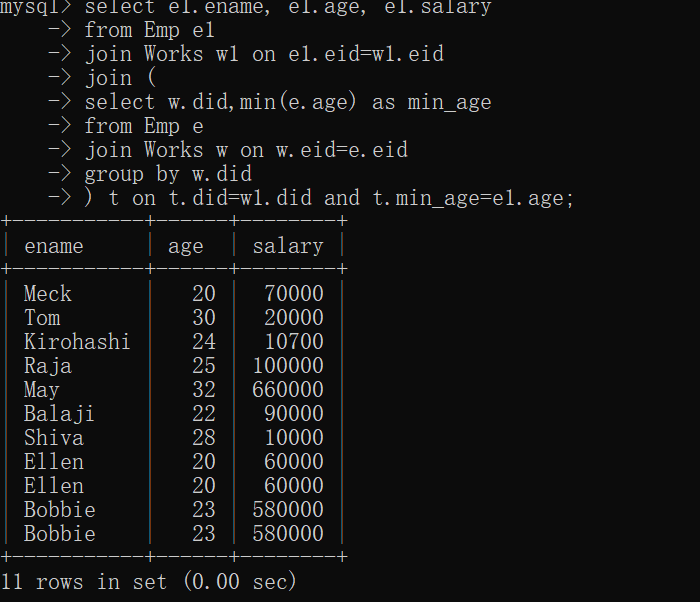 mysql> select e1.ename, e1.age, e1.salary
    -> from Emp e1
    -> join Works w1 on e1.eid=w1.eid
    -> join (
    -> select w.did,min(e.age) as min_age
    -> from Emp e
    -> join Works w on w.eid=e.eid
    -> group by w.did
    -> ) t on t.did=w1.did and t.min_age=e1.age;
+-----------+------+--------+
| ename     | age  | salary |
+-----------+------+--------+
| Meck      |   20 |  70000 |
| Tom       |   30 |  20000 |
| Kirohashi |   24 |  10700 |
| Raja      |   25 | 100000 |
| May       |   32 | 660000 |
| Balaji    |   22 |  90000 |
| Shiva     |   28 |  10000 |
| Ellen     |   20 |  60000 |
| Ellen     |   20 |  60000 |
| Bobbie    |   23 | 580000 |
| Bobbie    |   23 | 580000 |
+-----------+------+--------+
11 rows in set (0.00 sec)